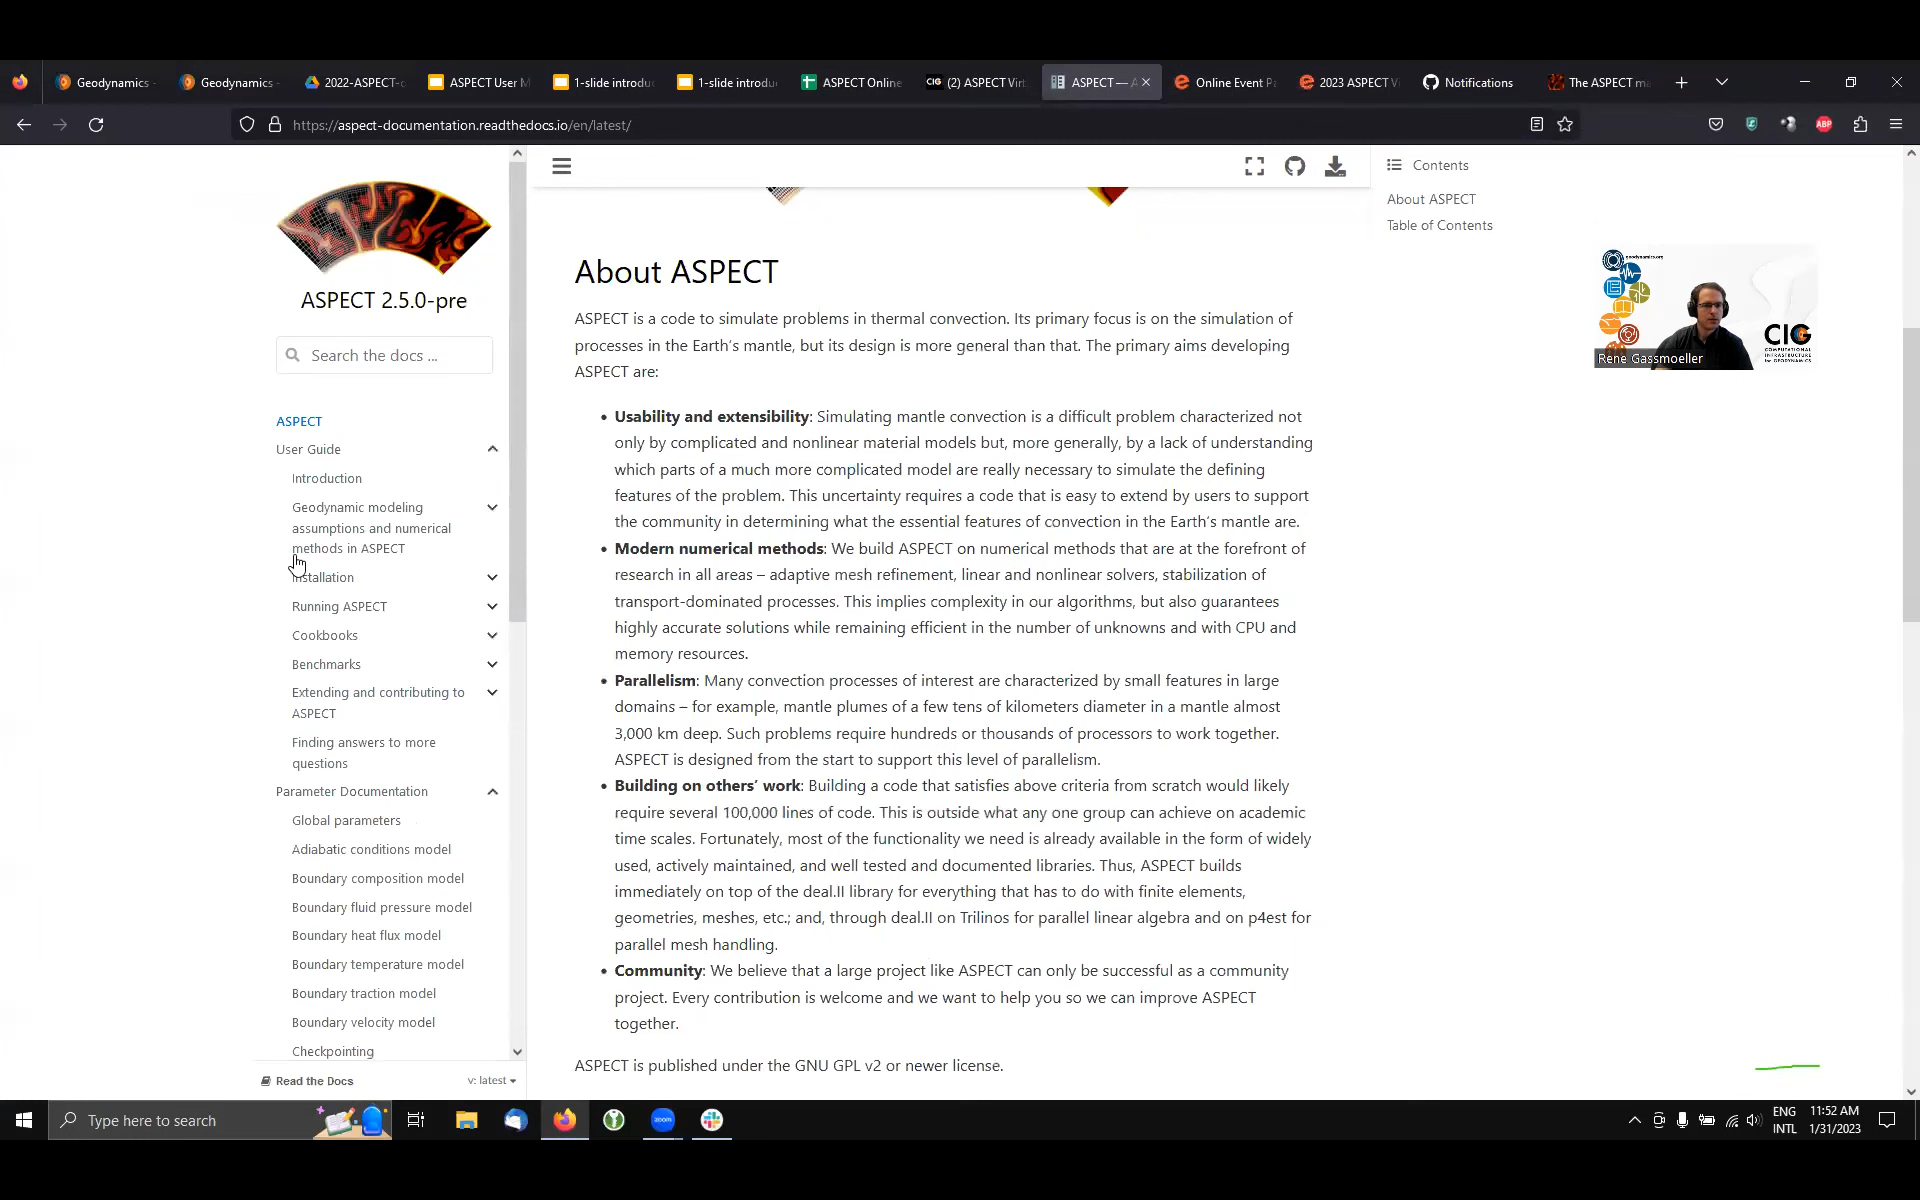 Geodynamics
Geodynamics
2022-ASPECT-
ASPECT User M
1-slide introdu
1-slide introdu
ASPECT Online
CIG
(2) ASPECT Virt
ASPECT — A
Online Event Pa
2023 ASPECT V
Notifications
The ASPECT ma
https://aspect-documentation.readthedocs.io/en/latest/
ABP
ASPECT 2.5.0-pre
Search the docs ...
ASPECT
User Guide
Introduction
Geodynamic modeling
assumptions and numerical
methods in ASPECT
Installation
Running ASPECT
Cookbooks
Benchmarks
Extending and contributing to
ASPECT
Finding answers to more
questions
Parameter Documentation
Global parameters
Adiabatic conditions model
Boundary composition model
Boundary fluid pressure model
Boundary heat flux model
Boundary temperature model
Boundary traction model
Boundary velocity model
Checkpointing
Read the Docs
v: latest
About ASPECT
ASPECT is a code to simulate problems in thermal convection. Its primary focus is on the simulation of
processes in the Earth's mantle, but its design is more general than that. The primary aims developing
ASPECT are:
• Usability and extensibility: Simulating mantle convection is a difficult problem characterized not
only by complicated and nonlinear material models but, more generally, by a lack of understanding
which parts of a much more complicated model are really necessary to simulate the defining
features of the problem. This uncertainty requires a code that is easy to extend by users to support
the community in determining what the essential features of convection in the Earth's mantle are.
• Modern numerical methods: We build ASPECT on numerical methods that are at the forefront of
research in all areas – adaptive mesh refinement, linear and nonlinear solvers, stabilization of
transport-dominated processes. This implies complexity in our algorithms, but also guarantees
highly accurate solutions while remaining efficient in the number of unknowns and with CPU and
memory resources.
• Parallelism: Many convection processes of interest are characterized by small features in large
domains – for example, mantle plumes of a few tens of kilometers diameter in a mantle almost
3,000 km deep. Such problems require hundreds or thousands of processors to work together.
ASPECT is designed from the start to support this level of parallelism.
• Building on others' work: Building a code that satisfies above criteria from scratch would likely
require several 100,000 lines of code. This is outside what any one group can achieve on academic
time scales. Fortunately, most of the functionality we need is already available in the form of widely
used, actively maintained, and well tested and documented libraries. Thus, ASPECT builds
immediately on top of the deal.II library for everything that has to do with finite elements,
geometries, meshes, etc.; and, through deal.II on Trilinos for parallel linear algebra and on p4est for
parallel mesh handling.
• Community: We believe that a large project like ASPECT can only be successful as a community
project. Every contribution is welcome and we want to help you so we can improve ASPECT
together.
ASPECT is published under the GNU GPL v2 or newer license.
Contents
About ASPECT
Table of Contents
geodynamics.org
CIG
COMPUTATIONAL
INFRASTRUCTURE
for GEODYNAMICS
Rene Gassmoeller
Type here to search
zoom
ENG
INTL
11:52 AM
1/31/2023